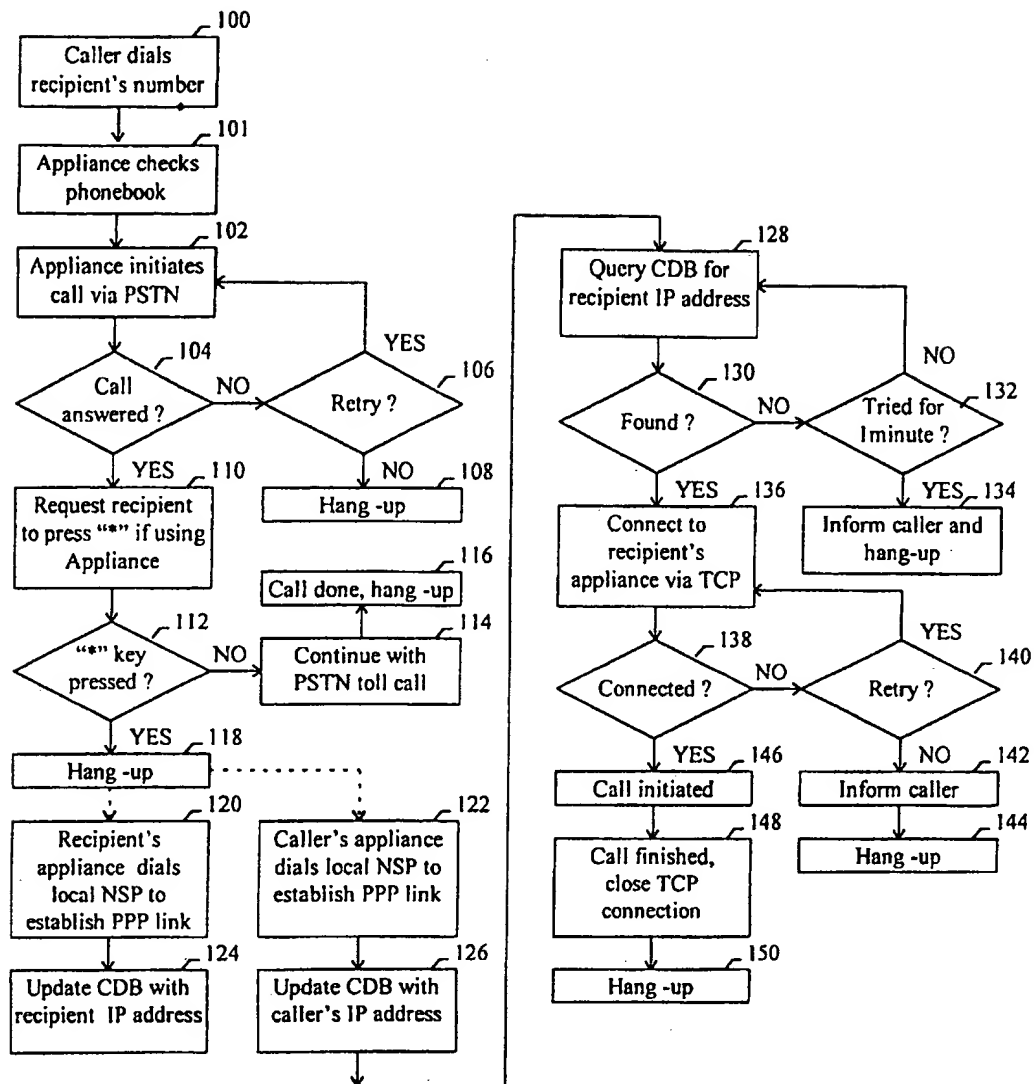 100
Caller dials
recipient's number
101
Appliance checks
phonebook
102
Appliance initiates
call via PSTN
104
Call
answered ?
NO
YES
106
Retry ?
YES
NO
108
Hang -up
110
Request recipient
to press "*" if using
Appliance
112
"*" key
pressed ?
NO
114
Continue with
PSTN toll call
116
Call done, hang -up
YES
118
Hang -up
120
Recipient's
appliance dials
local NSP to
establish PPP link
122
Caller's appliance
dials local NSP to
establish PPP link
124
Update CDB with
recipient IP address
126
Update CDB with
caller's IP address
128
Query CDB for
recipient IP address
130
Found ?
NO
132
Tried for
1minute ?
NO
YES
134
Inform caller and
hang-up
YES
136
Connect to
recipient's
appliance via TCP
138
Connected ?
NO
140
Retry ?
YES
NO
142
Inform caller
144
Hang -up
YES
146
Call initiated
148
Call finished,
close TCP
connection
150
Hang -up